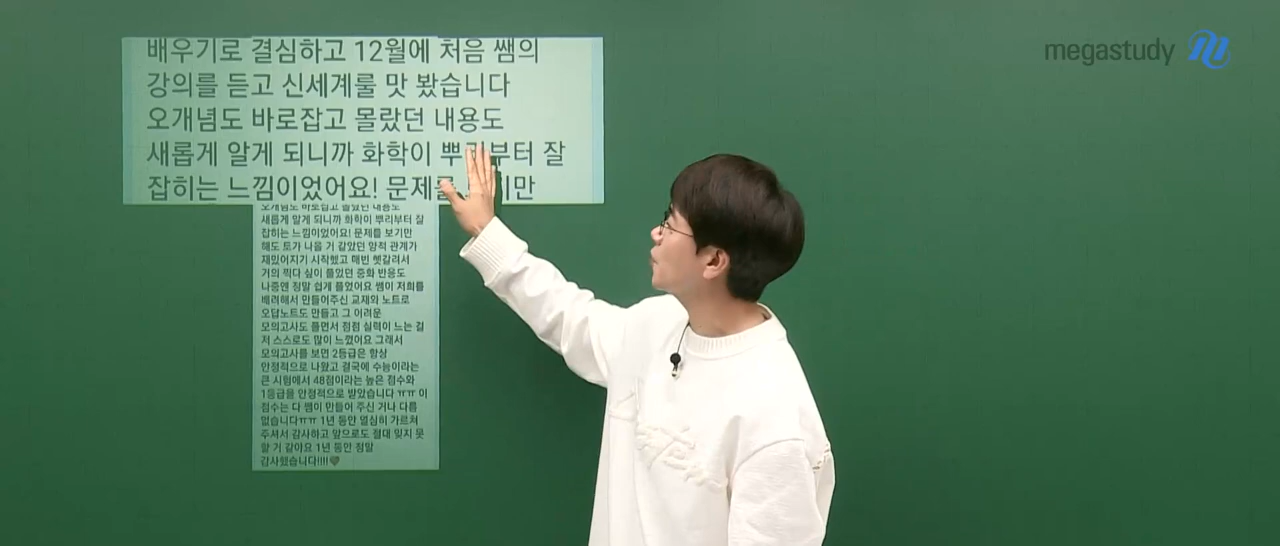 배우기로 결심하고 12월에 처음 쌤의
강의를 듣고 신세계룰 맛 봤습니다
오개념도 바로잡고 몰랐던 내용도
새롭게 알게 되니까 화학이 뿌리부터 잘
잡히는 느낌이었어요! 문제를 보기만
오개념도 바로잡고 몰랐던 내용도
새롭게 알게 되니까 화학이 뿌리부터 잘
잡히는 느낌이었어요! 문제를 보기만
해도 토가 나올 거 같았던 양적 관계가
재밌어지기 시작했고 매번 헷갈려서
거의 찍다 싶이 풀었던 중화 반응도
나중엔 정말 쉽게 풀었어요 쌤이 저희를
배려해서 만들어주신 교재와 노트로
오답노트도 만들고 그 어려운
모의고사도 풀면서 점점 실력이 느는 걸
저 스스로도 많이 느꼈어요 그래서
모의고사를 보면 2등급은 항상
안정적으로 나왔고 결국에 수능이라는
큰 시험에서 48점이라는 높은 점수와
1등급을 안정적으로 받았습니다 ㅠㅠ 이
점수는 다 쌤이 만들어 주신 거나 다름
없습니다ㅠㅠ 1년 동안 열심히 가르쳐
주셔서 감사하고 앞으로도 절대 잊지 못
할 거 같아요 1년 동안 정말
감사했습니다!!!!🖤
megastudy